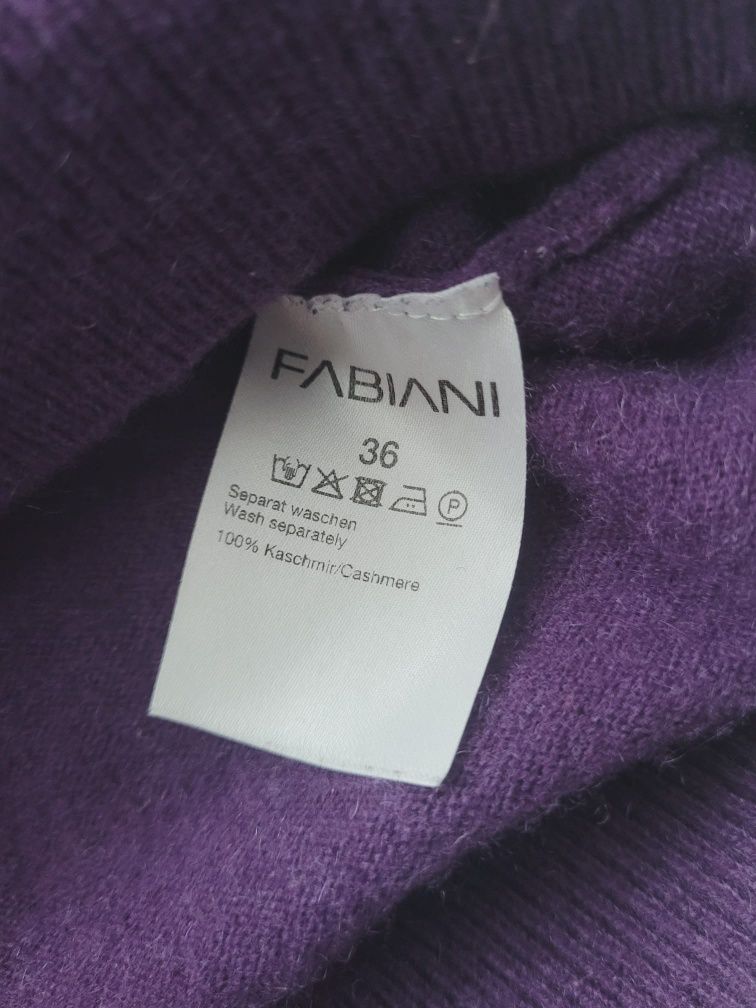 FABIANI
36
P
Separat waschen
Wash separately
100% Kaschmir/Cashmere